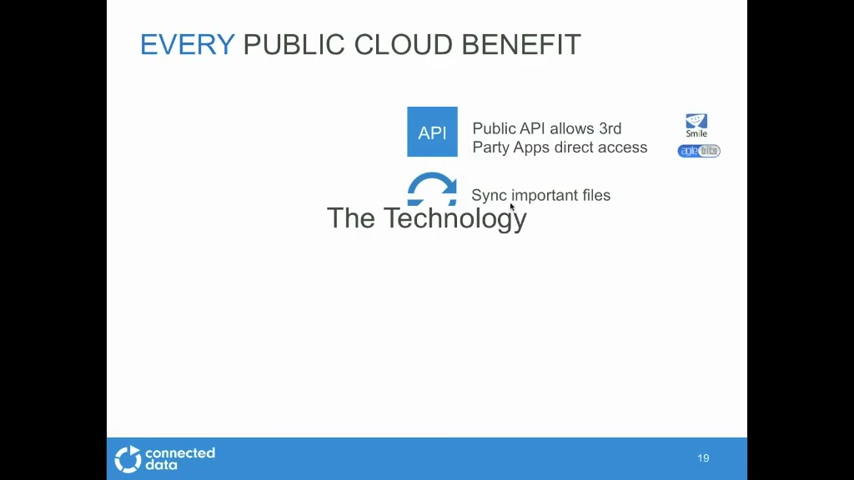 EVERY PUBLIC CLOUD BENEFIT
API
Public API allows 3rd
Party Apps direct access
Smile
agilebits
Sync important files
The Technology
connected
data
19